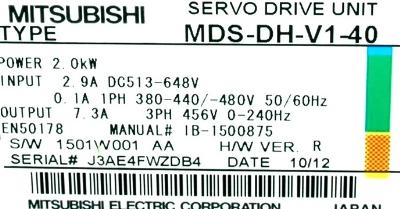 MITSUBISHI SERVO DRIVE UNIT
TYPE MDS-DH-V1-40
POWER 2.0kW
INPUT 2.9A DC513-648V
0.1A 1PH 380-440/-480V 50/60Hz
OUTPUT 7.3A 3PH 456V 0-240Hz
EN50178 MANUAL# IB-1500875
S/W 1501W001 AA H/W VER. R
SERIAL# J3AE4FWZDB4 DATE 10/12
MITSUBISHI ELECTRIC CORPORATION JAPAN